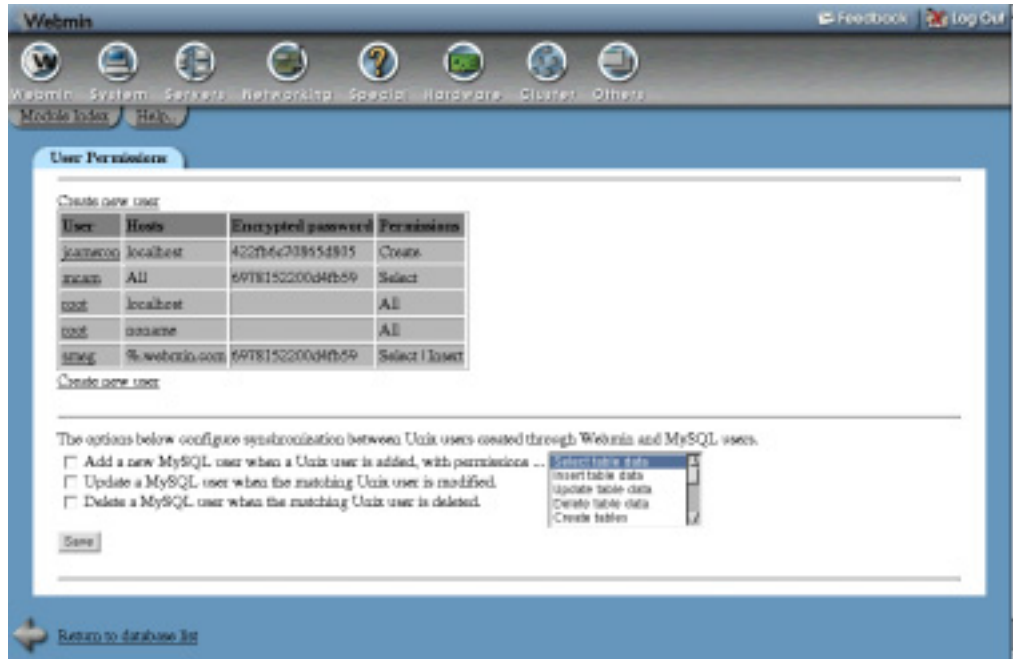 Webmin
Feedback Log Out
Webmin System Servers Networking Special Hardware Cluster Others
Module Index Help..
User Permissions
Create new user
User Hosts Encrypted password Permissions
jcameron localhost Create
mcam All 6978152200d4fb59 Select
root localhost All
root noname All
smeg %.webmin.com 6978152200d4fb59 Select | Insert
Create new user
The options below configure synchronization between Unix users created through Webmin and MySQL users.
Add a new MySQL user when a Unix user is added, with permissions ... Select table data
Insert table data
Update a MySQL user when the matching Unix user is modified.
Update table data
Delete a MySQL user when the matching Unix user is deleted.
Delete table data
Create tables
Save
Return to database list